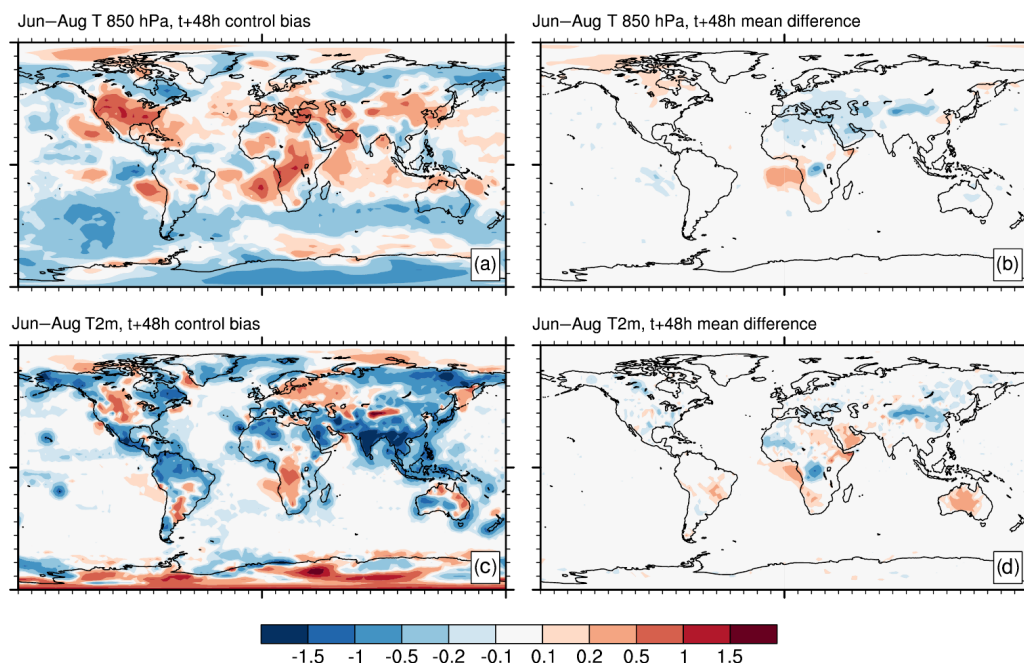 Jun−Aug T 850 hPa, t+48h control bias
Jun−Aug T 850 hPa, t+48h mean difference
(a)
(b)
Jun−Aug T2m, t+48h control bias
Jun−Aug T2m, t+48h mean difference
(c)
(d)
-1.5 -1 -0.5 -0.2 -0.1 0.1 0.2 0.5 1 1.5